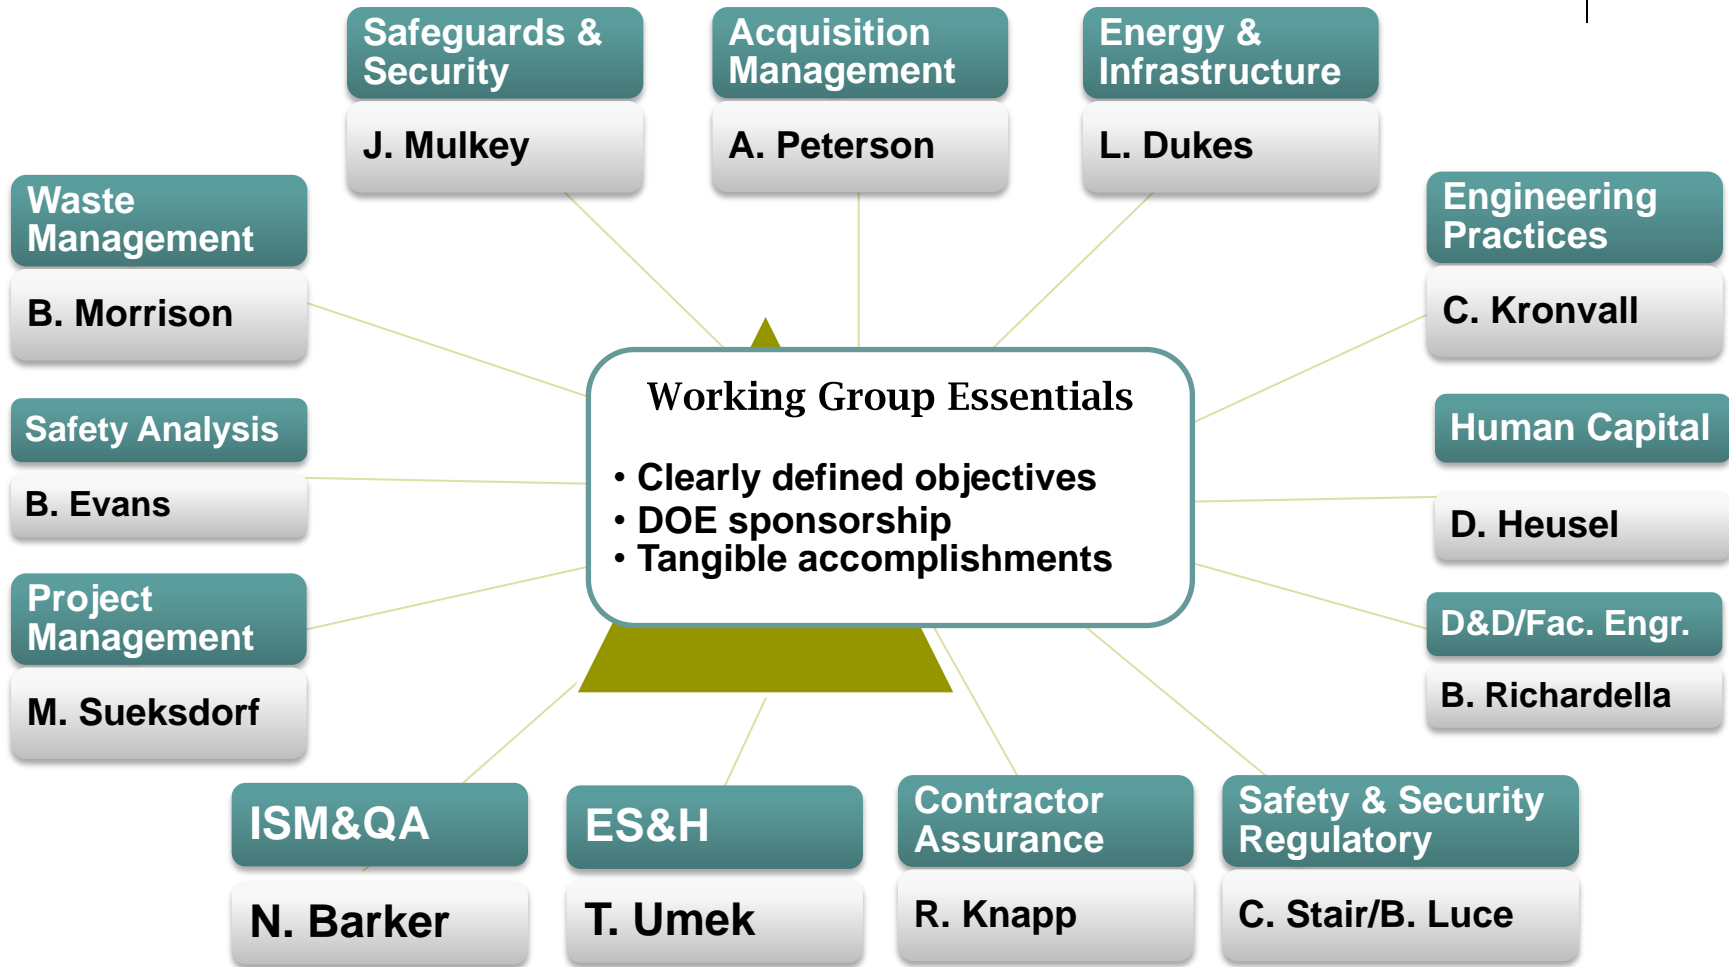 Safeguards &
Security
J. Mulkey
Acquisition
Management
A. Peterson
Energy &
Infrastructure
L. Dukes
Waste
Management
B. Morrison
Engineering
Practices
C. Kronvall
Safety Analysis
B. Evans
Working Group Essentials
• Clearly defined objectives
• DOE sponsorship
• Tangible accomplishments
Human Capital
D. Heusel
Project
Management
M. Sueksdorf
D&D/Fac. Engr.
B. Richardella
ISM&QA
N. Barker
ES&H
T. Umek
Contractor
Assurance
R. Knapp
Safety & Security
Regulatory
C. Stair/B. Luce